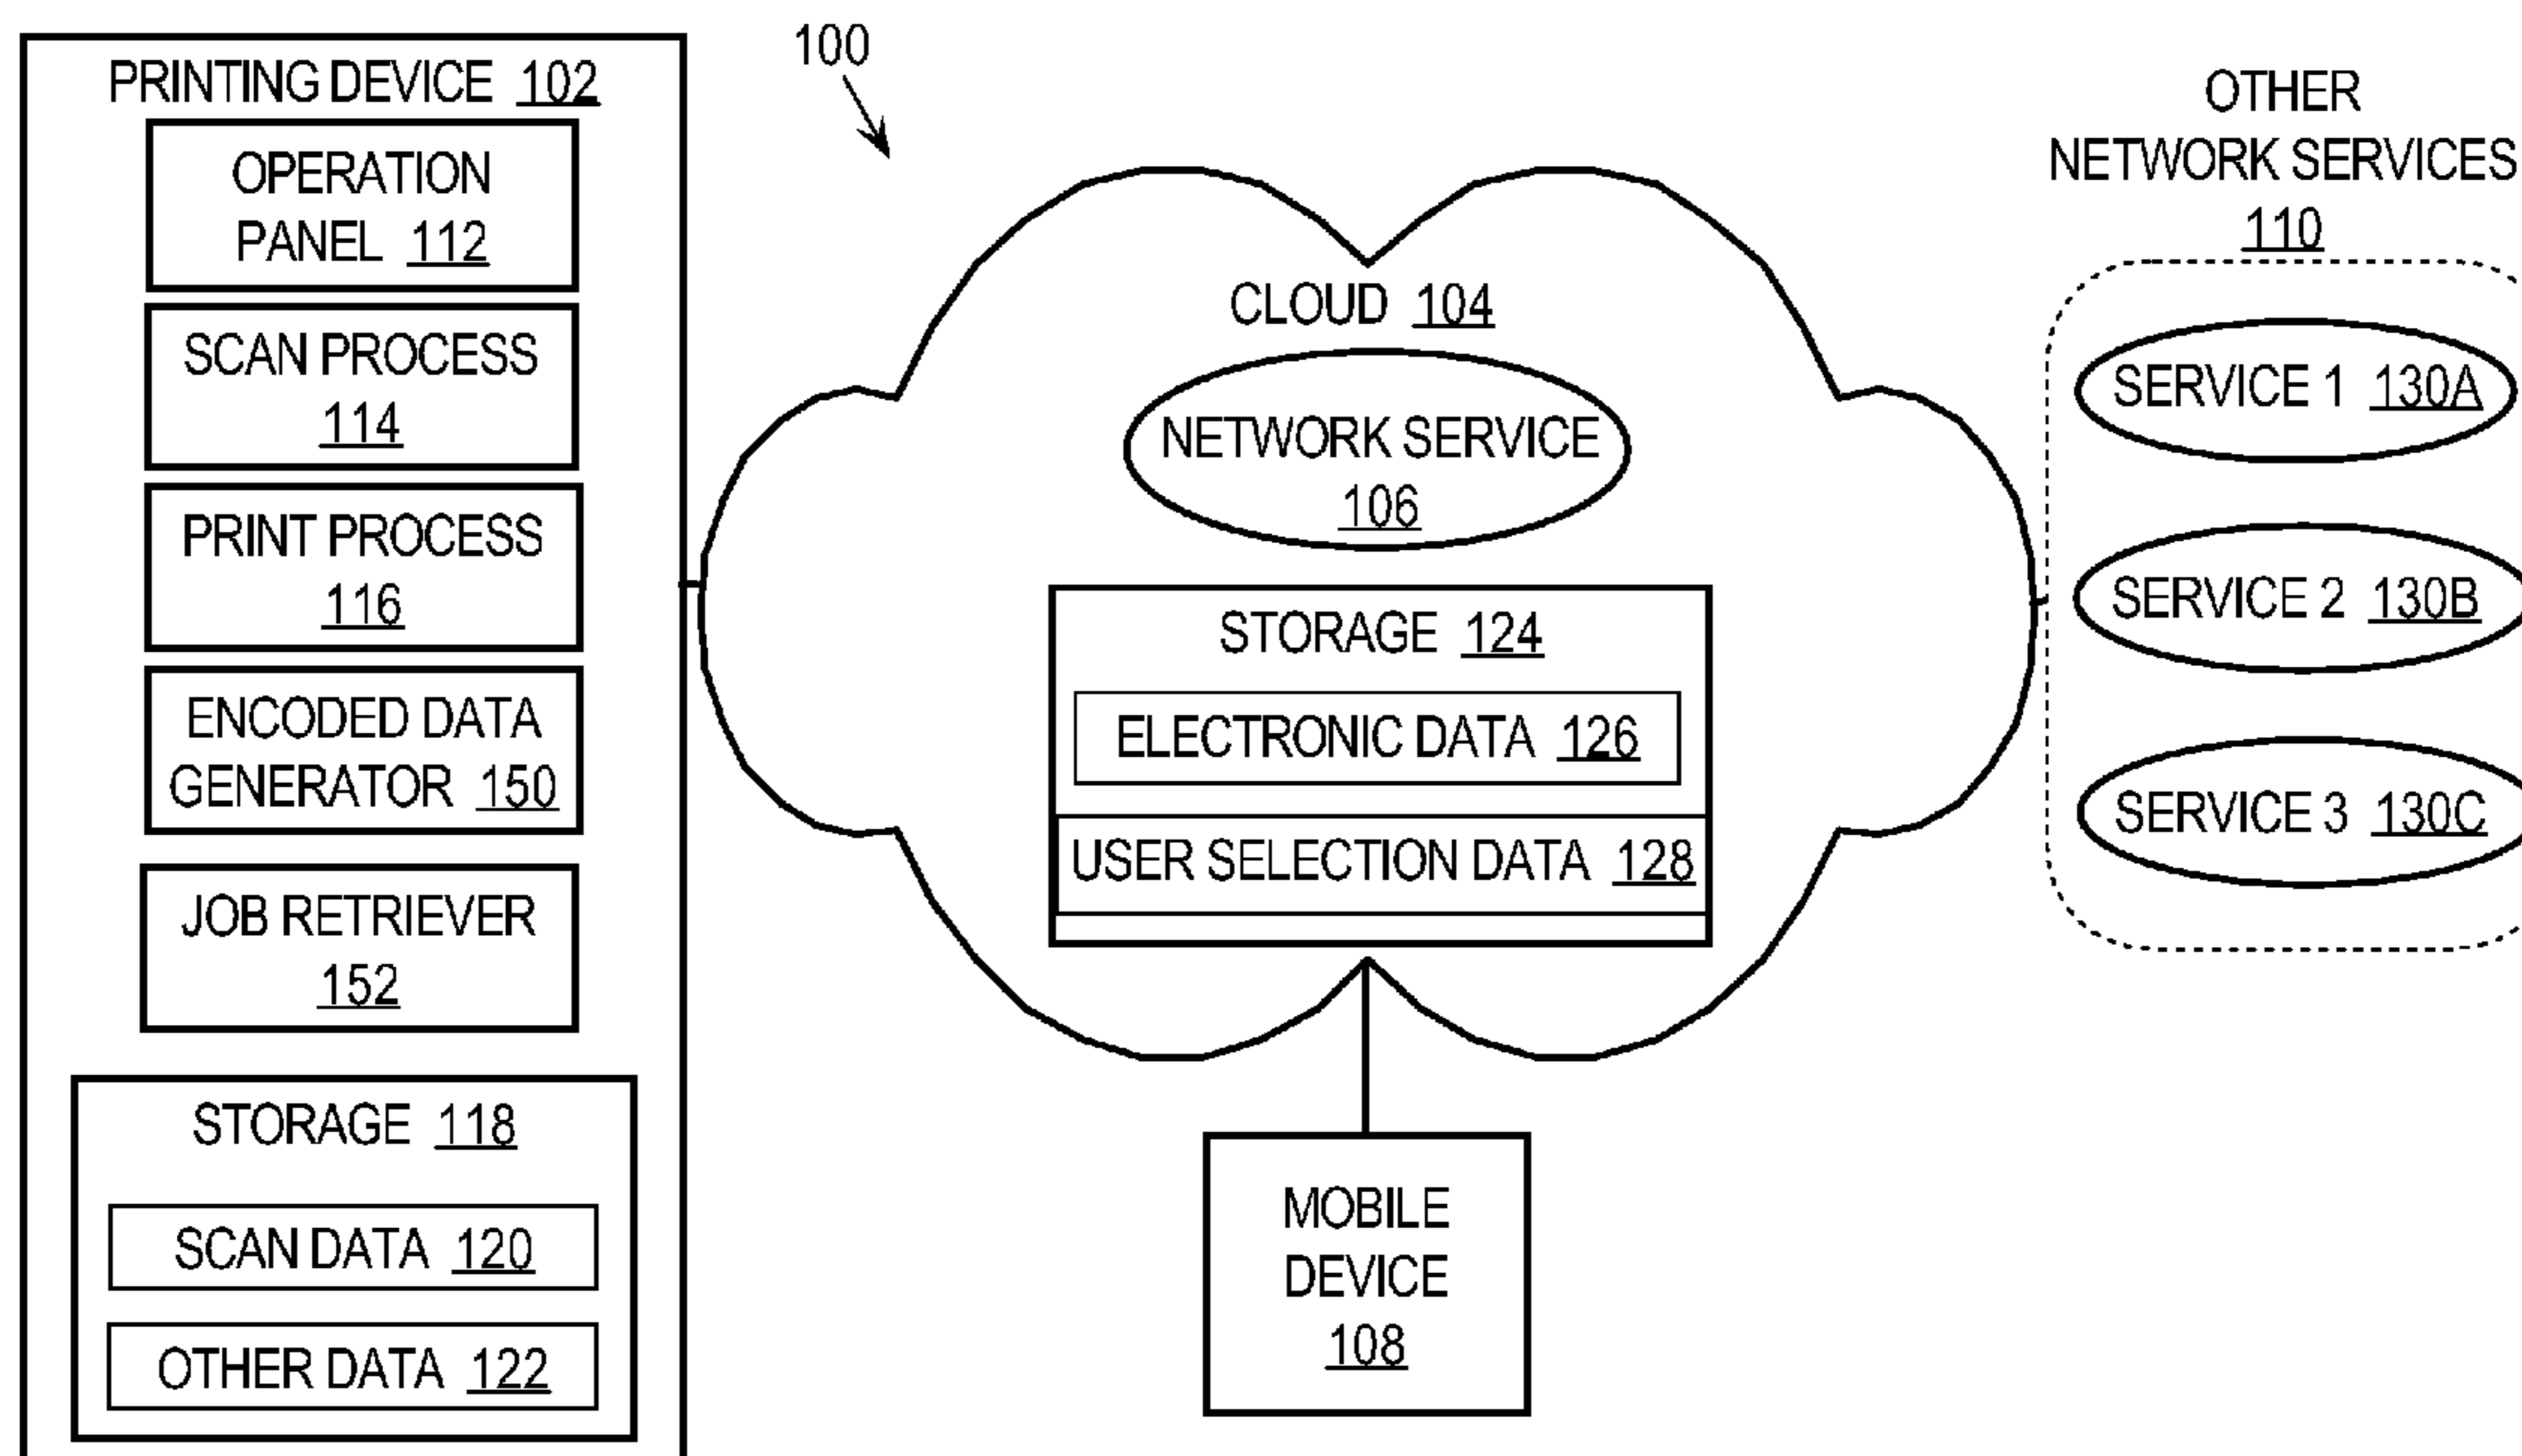 PRINTING DEVICE 102
OPERATION
PANEL 112
SCAN PROCESS
114
PRINT PROCESS
116
ENCODED DATA
GENERATOR 150
JOB RETRIEVER
152
STORAGE 118
SCAN DATA 120
OTHER DATA 122
100
CLOUD 104
NETWORK SERVICE
106
STORAGE 124
ELECTRONIC DATA 126
USER SELECTION DATA 128
MOBILE
DEVICE
108
OTHER
NETWORK SERVICES
110
SERVICE 1 130A
SERVICE 2 130B
SERVICE 3 130C